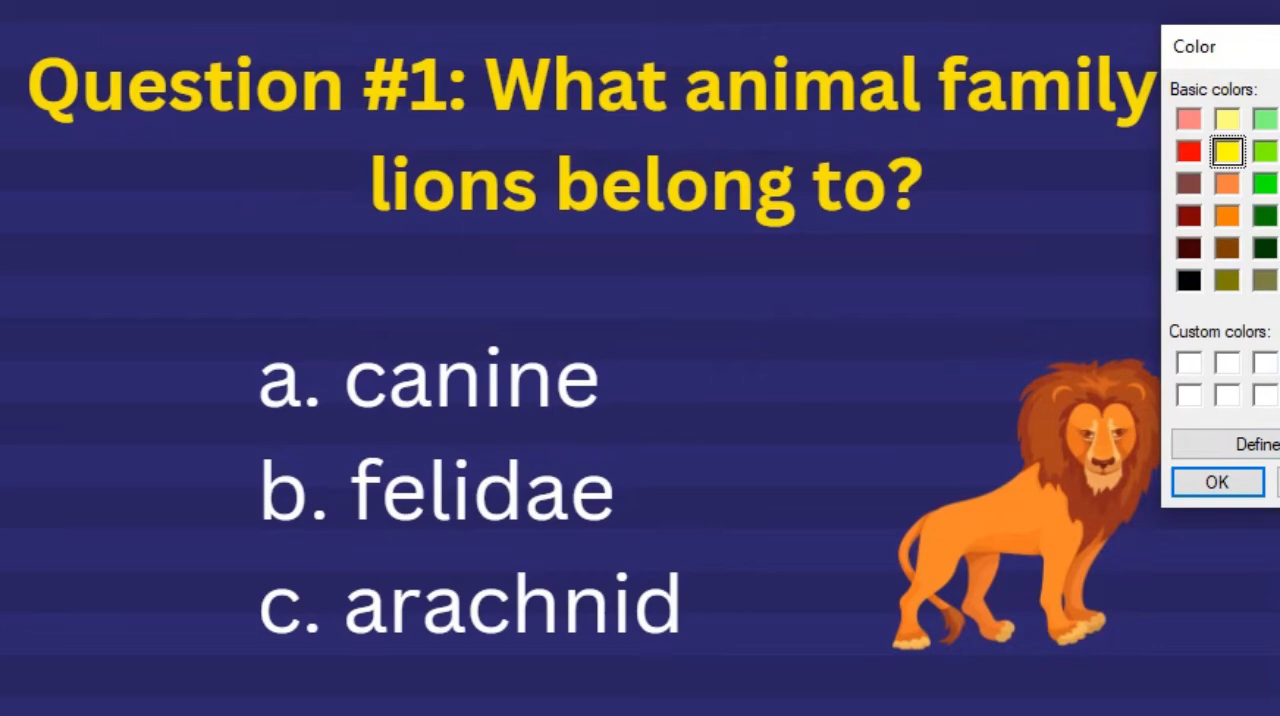 Question #1: What animal family
lions belong to?
a. canine
b. felidae
c. arachnid
Color
Basic colors:
Custom colors:
Define
OK